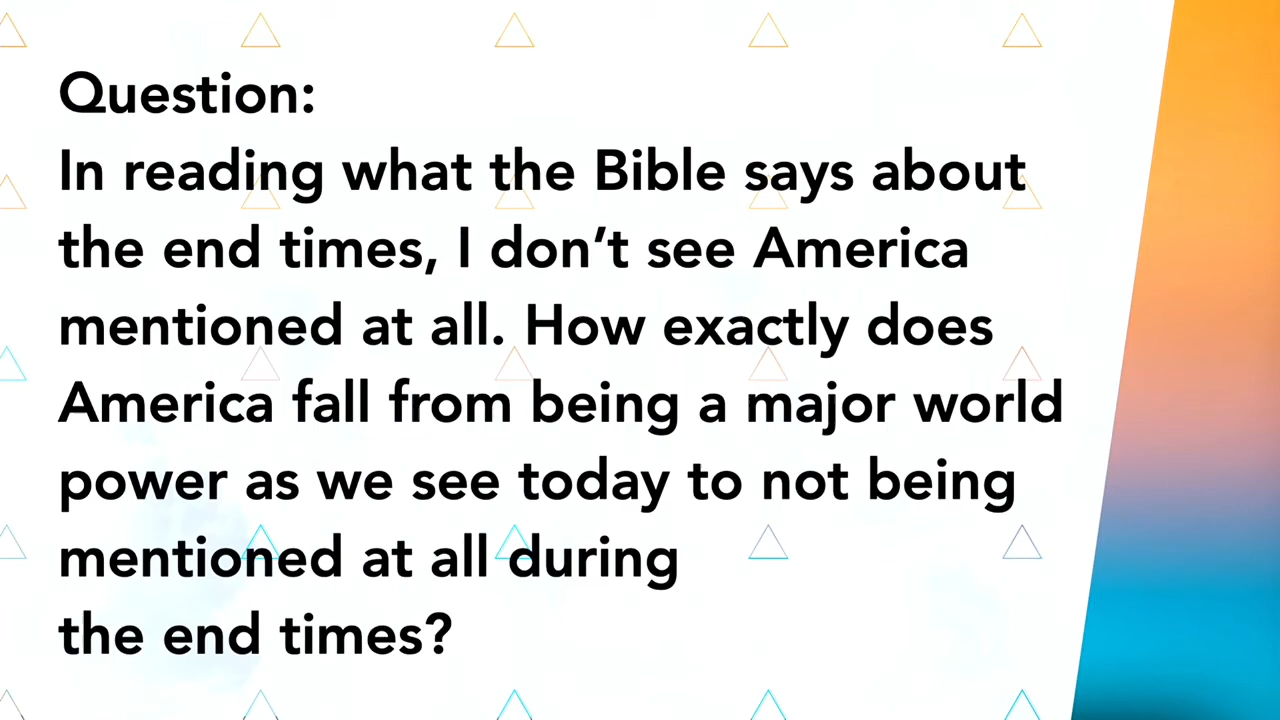 Question:
In reading what the Bible says about
the end times, I don’t see America
mentioned at all. How exactly does
America fall from being a major world
power as we see today to not being
mentioned at all during
the end times?